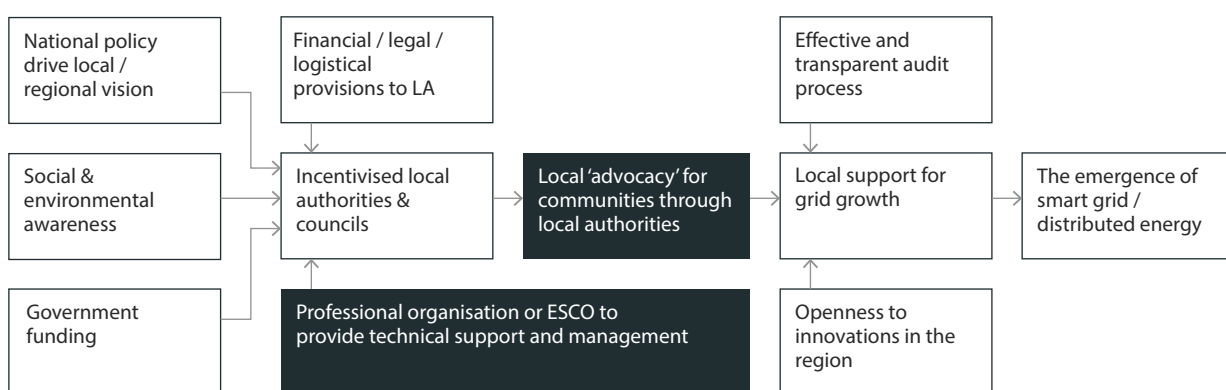 National policy
drive local /
regional vision
Financial / legal /
logistical
provisions to LA
Effective and
transparent audit
process
Social &
environmental
awareness
Incentivised local
authorities &
councils
Local ‘advocacy’ for
communities through
local authorities
Local support for
grid growth
The emergence of
smart grid /
distributed energy
Government
funding
Professional organisation or ESCO to
provide technical support and management
Openness to
innovations in the
region